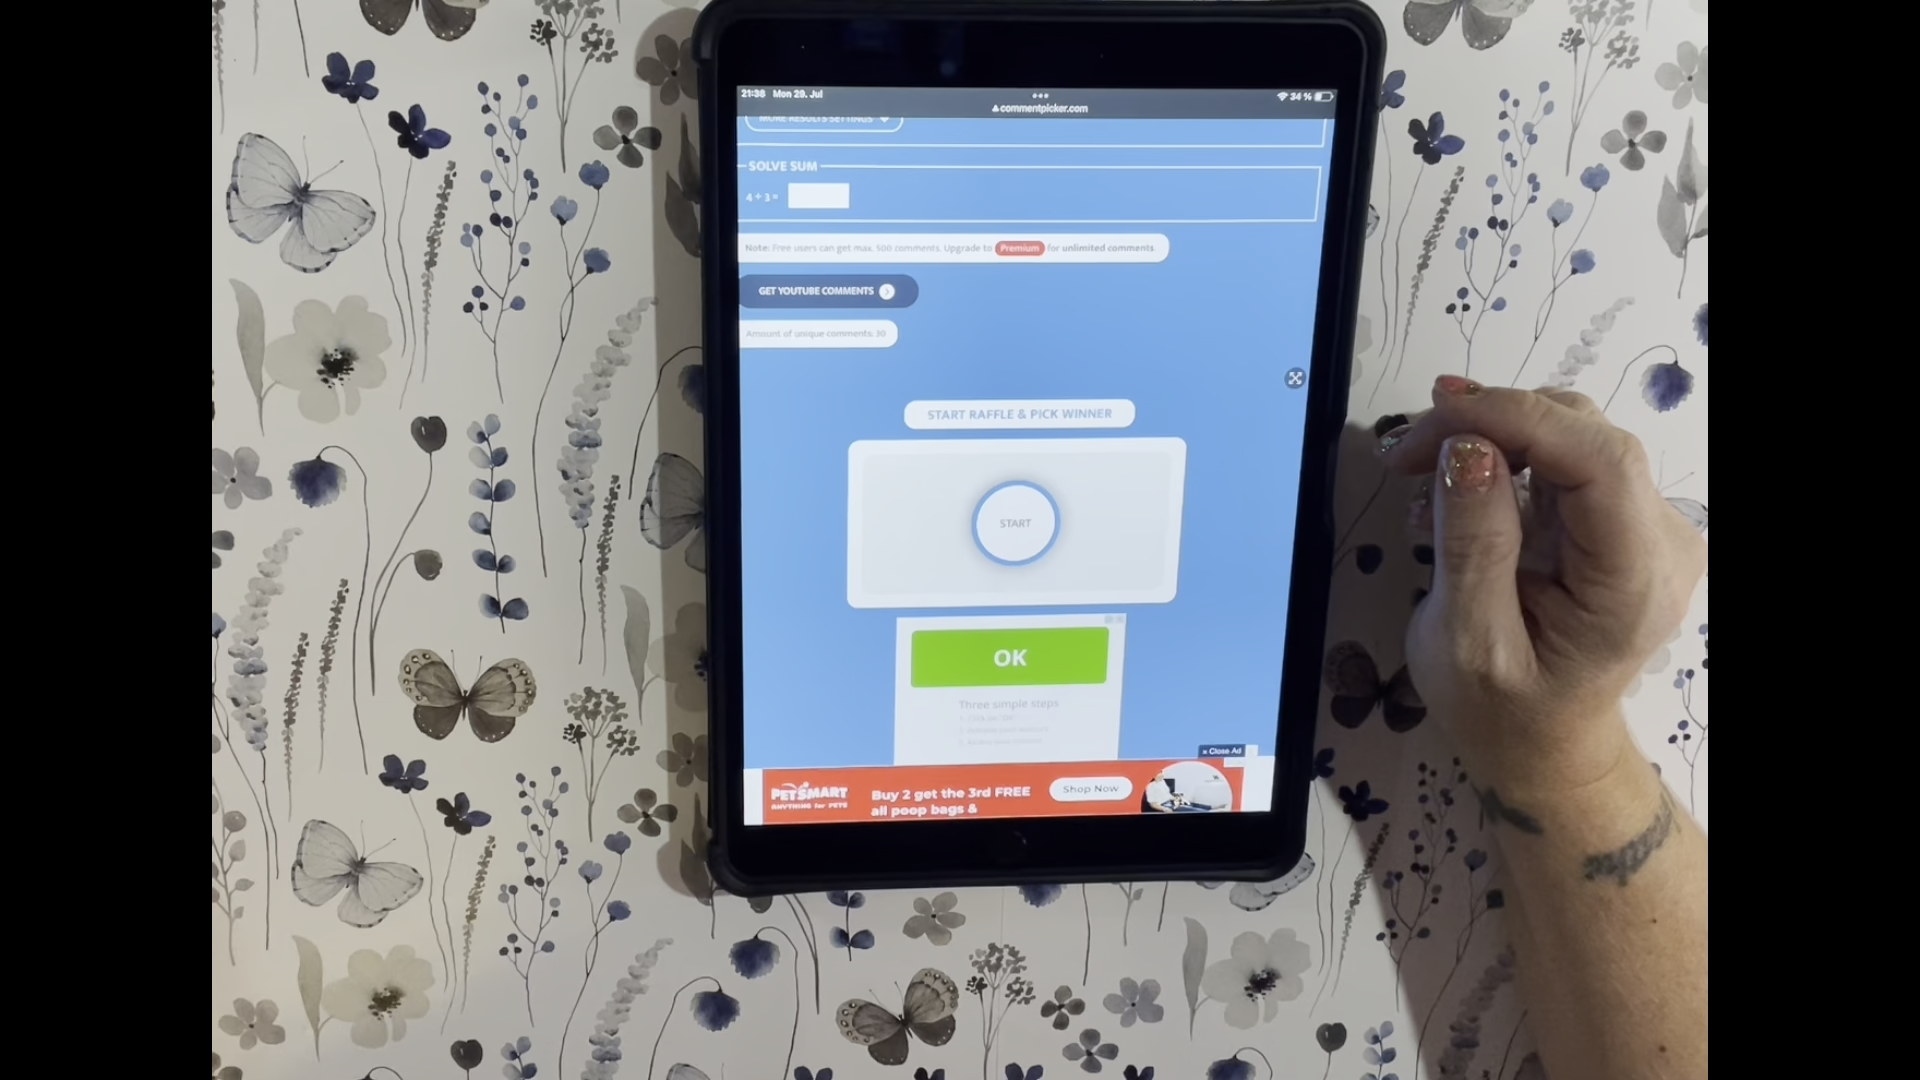 21:36 Mon 29. Jul
34 %
commentpicker.com
MORE RESULTS SETTINGS
SOLVE SUM
4 + 3 =
Note: Free users can get max. 500 comments. Upgrade to Premium for unlimited comments.
GET YOUTUBE COMMENTS
Amount of unique comments: 30
START RAFFLE & PICK WINNER
START
OK
Three simple steps
× Close Ad
PETSMART
ANYTHING for PETS
Buy 2 get the 3rd FREE
all poop bags &
Shop Now